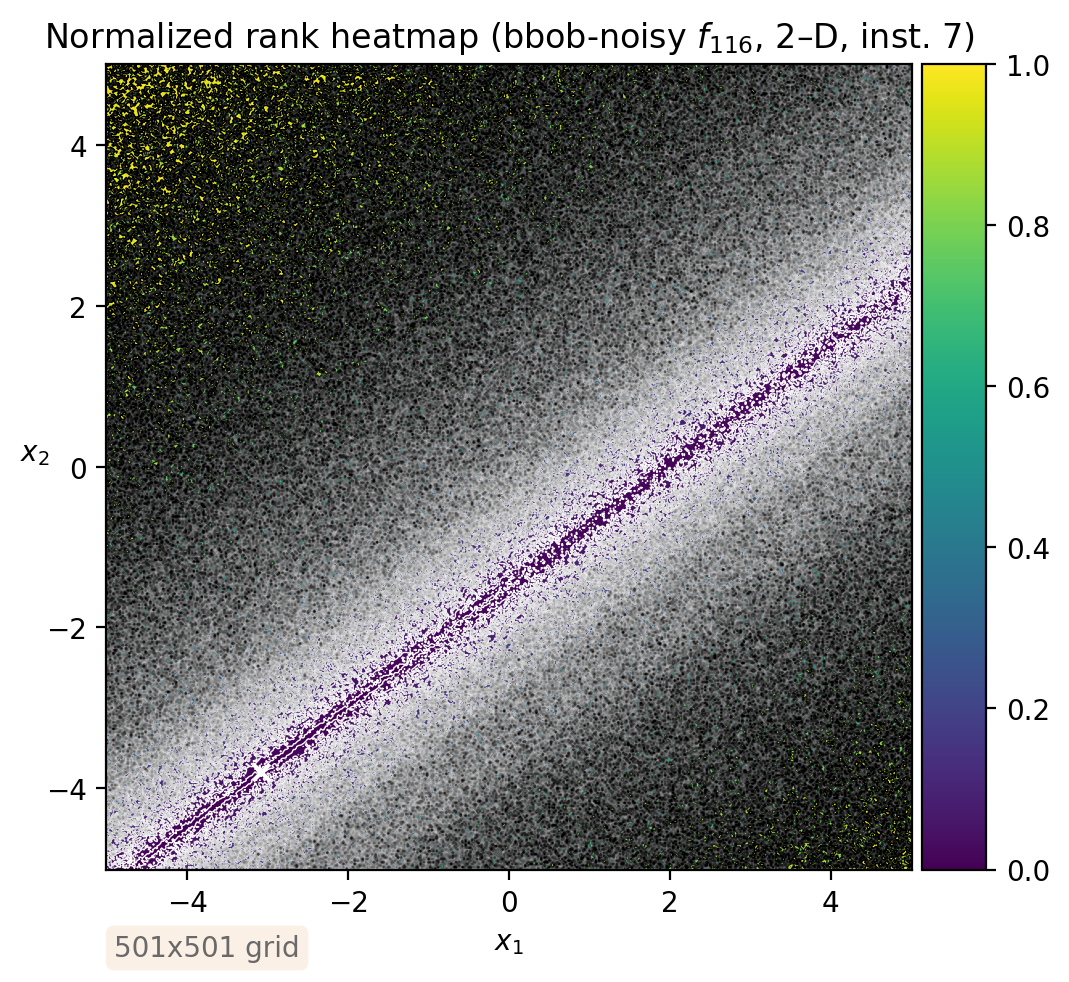 Normalized rank heatmap (bbob-noisy f₁₁₆, 2–D, inst. 7)
1.0
0.8
0.6
0.4
0.2
0.0
4
2
0
−2
−4
x₂
−4 −2 0 2 4
x₁
501x501 grid